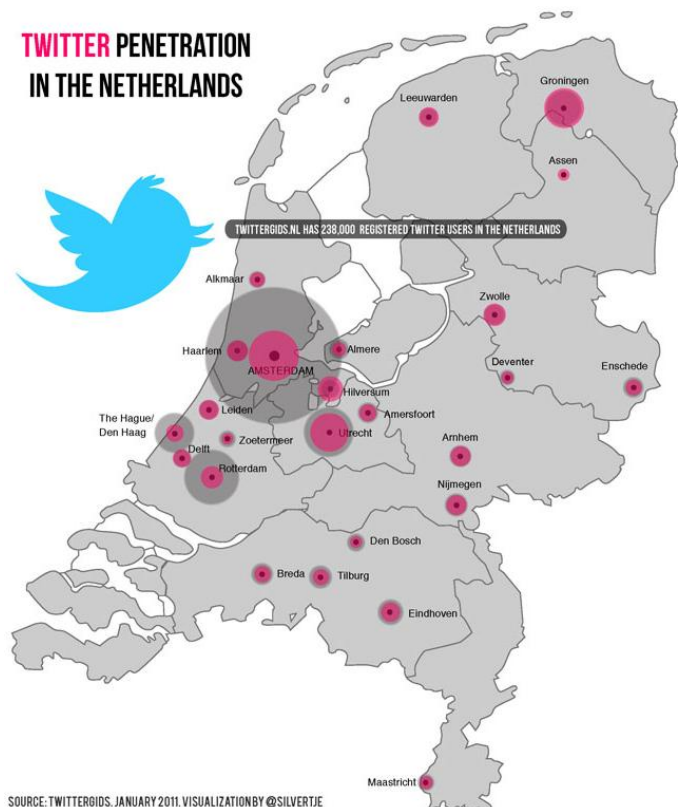 TWITTER PENETRATION
IN THE NETHERLANDS
Groningen
Leeuwarden
Assen
TWITTERGIDS.NL HAS 238,000 REGISTERED TWITTER USERS IN THE NETHERLANDS
Alkmaar
Zwolle
Haarlem
Almere
AMSTERDAM
Deventer
Enschede
Hilversum
Leiden
Amersfoort
The Hague/
Den Haag
Zoetermeer
Utrecht
Arnhem
Delft
Rotterdam
Nijmegen
Den Bosch
Breda
Tilburg
Eindhoven
Maastricht
SOURCE: TWITTERGIDS, JANUARY 2011. VISUALIZATION BY @SILVERTJE